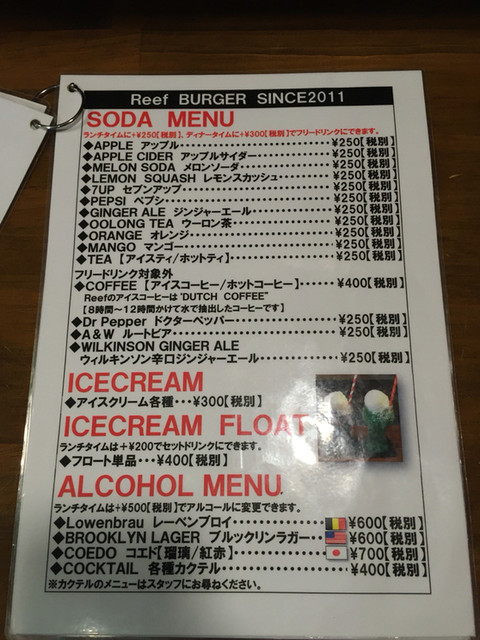 Reef BURGER SINCE2011
SODA MENU
ランチタイムに+¥250【税別】、ディナータイムに+¥300【税別】でフリードリンクにできます。
◆APPLE アップル‥‥‥‥‥‥‥‥‥¥250【税別】
◆APPLE CIDER アップルサイダー‥‥‥‥‥¥250【税別】
◆MELON SODA メロンソーダ‥‥‥‥‥‥¥250【税別】
◆LEMON SQUASH レモンスカッシュ‥‥‥‥¥250【税別】
◆7UP セブンアップ‥‥‥‥‥‥‥‥‥¥250【税別】
◆PEPSI ペプシ‥‥‥‥‥‥‥‥‥‥¥250【税別】
◆GINGER ALE ジンジャーエール‥‥‥‥‥¥250【税別】
◆OOLONG TEA ウーロン茶‥‥‥‥‥‥¥250【税別】
◆ORANGE オレンジ‥‥‥‥‥‥‥‥¥250【税別】
◆MANGO マンゴー‥‥‥‥‥‥‥‥‥¥250【税別】
◆TEA【アイスティ/ホットティ】‥‥‥‥‥‥¥250【税別】
フリードリンク対象外
◆COFFEE【アイスコーヒー/ホットコーヒー】‥‥‥¥400【税別】
Reefのアイスコーヒーは"DUTCH COFFEE"
【8時間～12時間かけて水で抽出したコーヒーです】
◆Dr Pepper ドクターペッパー‥‥‥‥‥‥¥250【税別】
◆A&W ルートビア‥‥‥‥‥‥‥‥‥¥250【税別】
◆WILKINSON GINGER ALE
ウィルキンソン辛口ジンジャーエール‥‥‥‥‥¥250【税別】
ICECREAM
◆アイスクリーム各種‥・¥300【税別】
ICECREAM FLOAT
ランチタイムは+¥200でセットドリンクにできます。
◆フロート単品‥・¥400【税別】
ALCOHOL MENU
ランチタイムは+¥500【税別】でアルコールに変更できます。
◆Lowenbrau レーベンブロイ‥‥‥‥‥‥¥600【税別】
◆BROOKLYN LAGER ブルックリンラガー‥‥¥600【税別】
◆COEDO コエド【瑠璃/紅赤】‥‥‥‥‥¥700【税別】
◆COCKTAIL 各種カクテル‥‥‥‥‥‥‥¥400【税別】
※カクテルのメニューはスタッフにお尋ねください。